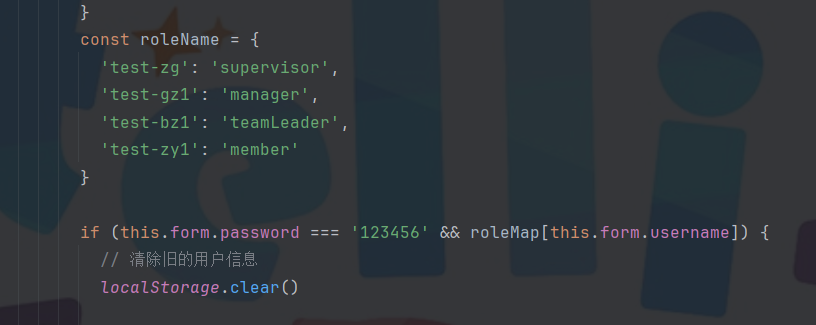 }
const roleName = {
'test-zg': 'supervisor',
'test-gz1': 'manager',
'test-bz1': 'teamLeader',
'test-zy1': 'member'
}
if (this.form.password === '123456' && roleMap[this.form.username]) {
// 清除旧的用户信息
localStorage.clear()